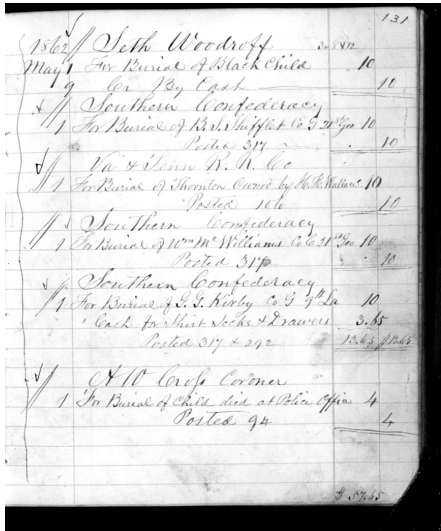 131
1862 Seth Woodroff
May 1 For Burial of Black Child 10
9 Cr By Cash 10
Southern Confederacy
1 For Burial of B. S. Shifflet Co G 21st Geo 10
Posted 317 10
Va & Tenn R. R. Co
1 For Burial of Thornton Owned by H. H. Wallace 10
Posted 106 10
Southern Confederacy
1 For Burial of Wm McWilliams Co C 21st Geo 10
Posted 317 10
Southern Confederacy
1 For Burial of G. G. Kirby Co G 9th La 10
" Cash for Shirt Socks & Drawers 3.65
Posted 317 & 292 13.65 13.65
A W Cross Coroner
1 For Burial of Child died at Police Office 4
Posted 94 4
$ 57.65